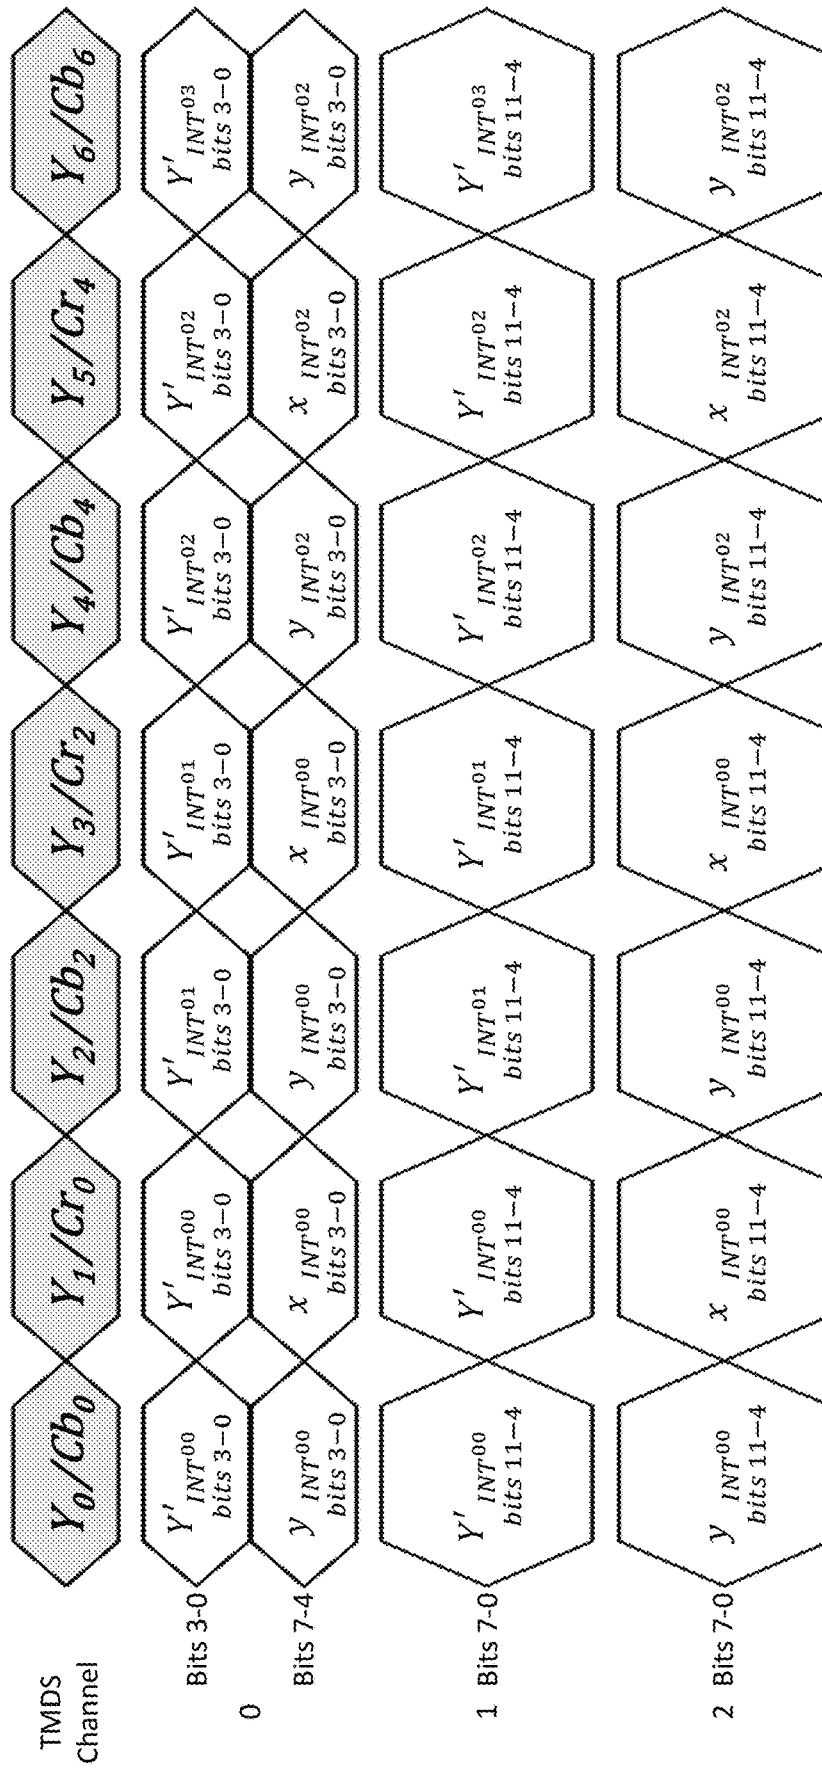 TMDS
Channel
Y₀/Cb₀
Y₁/Cr₀
Y₂/Cb₂
Y₃/Cr₂
Y₄/Cb₄
Y₅/Cr₄
Y₆/Cb₆
0
Bits 3-0
Y′ INT⁰⁰
bits 3−0
Y′ INT⁰⁰
bits 3−0
Y′ INT⁰¹
bits 3−0
Y′ INT⁰¹
bits 3−0
Y′ INT⁰²
bits 3−0
Y′ INT⁰²
bits 3−0
Y′ INT⁰³
bits 3−0
Bits 7-4
y INT⁰⁰
bits 3−0
x INT⁰⁰
bits 3−0
y INT⁰⁰
bits 3−0
x INT⁰⁰
bits 3−0
y INT⁰²
bits 3−0
x INT⁰²
bits 3−0
y INT⁰²
bits 3−0
1 Bits 7-0
Y′ INT⁰⁰
bits 11−4
Y′ INT⁰⁰
bits 11−4
Y′ INT⁰¹
bits 11−4
Y′ INT⁰¹
bits 11−4
Y′ INT⁰²
bits 11−4
Y′ INT⁰²
bits 11−4
Y′ INT⁰³
bits 11−4
2 Bits 7-0
y INT⁰⁰
bits 11−4
x INT⁰⁰
bits 11−4
y INT⁰⁰
bits 11−4
x INT⁰⁰
bits 11−4
y INT⁰²
bits 11−4
x INT⁰²
bits 11−4
y INT⁰²
bits 11−4